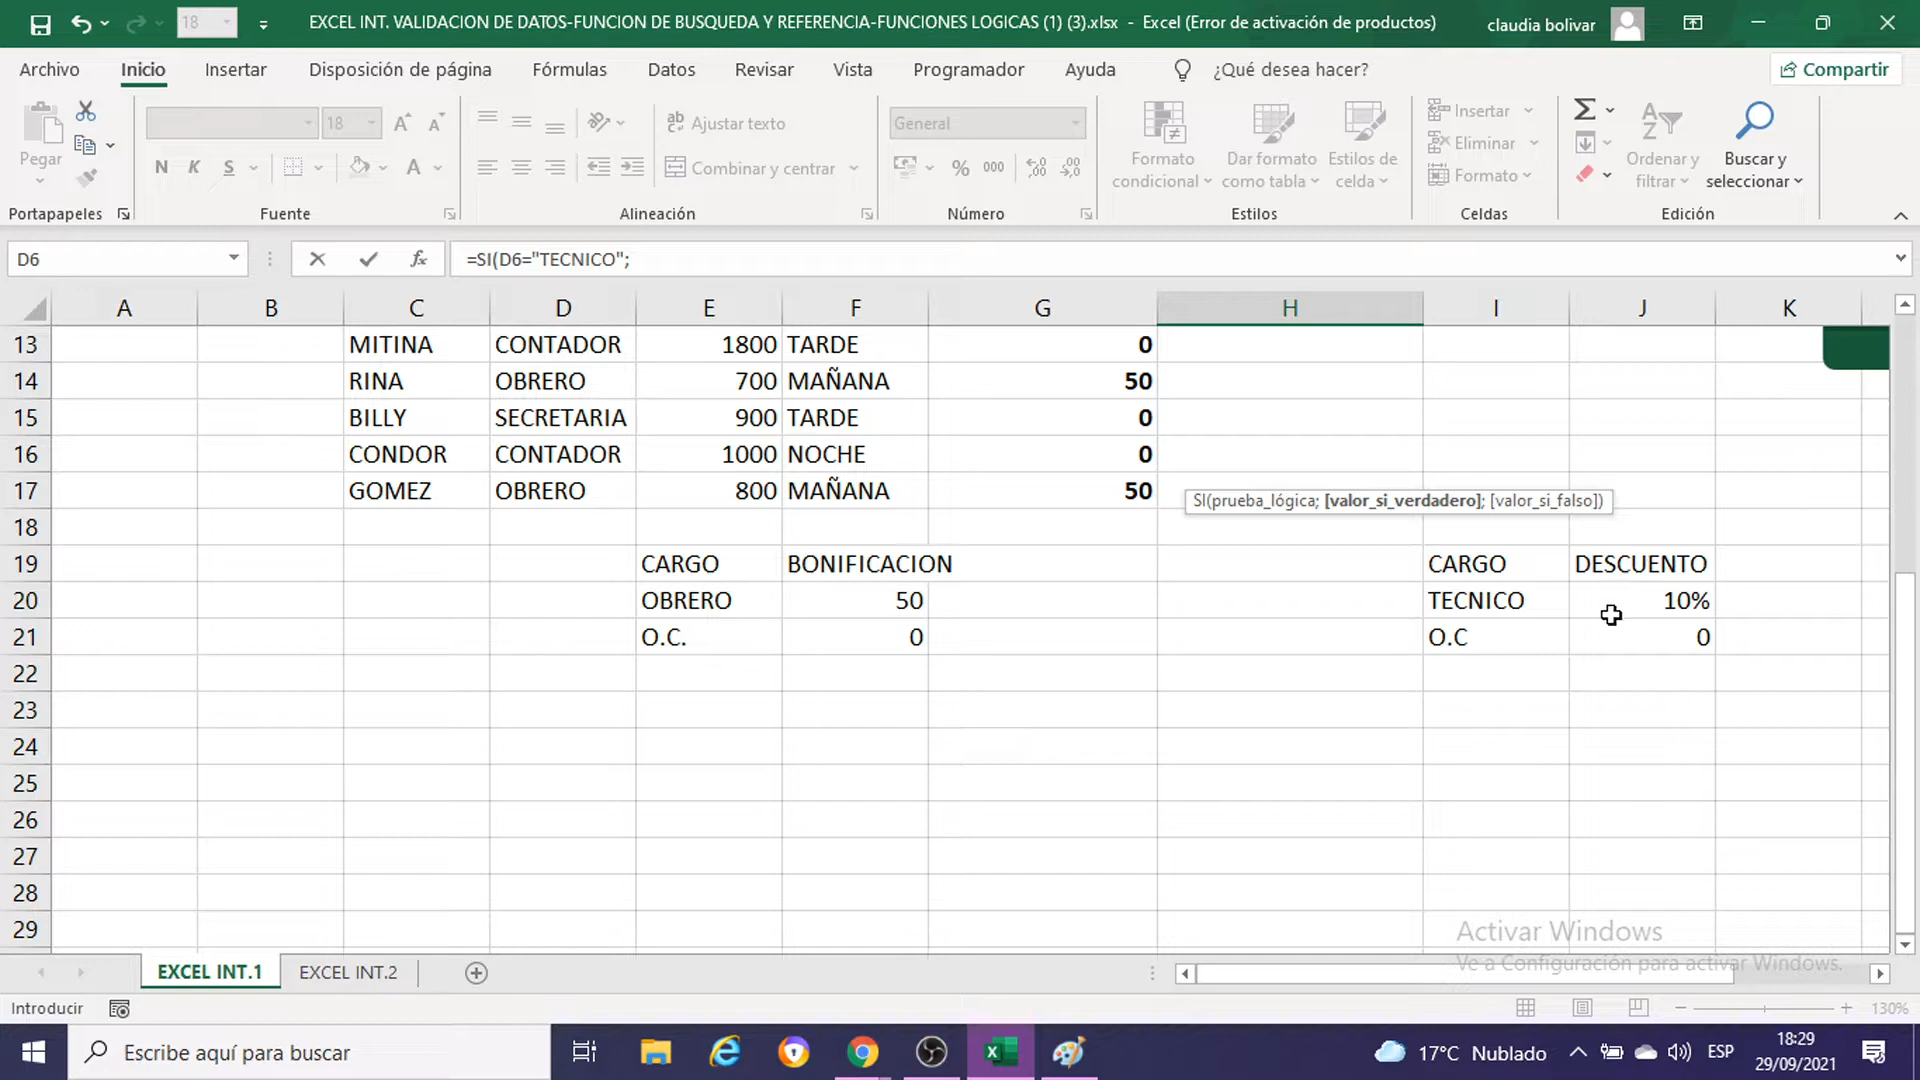 18
EXCEL INT. VALIDACION DE DATOS-FUNCION DE BUSQUEDA Y REFERENCIA-FUNCIONES LOGICAS (1) (3).xlsx - Excel (Error de activación de productos)
claudia bolivar
Archivo Inicio Insertar Disposición de página Fórmulas Datos Revisar Vista Programador Ayuda ¿Qué desea hacer? Compartir
Pegar
18
N K S
Ajustar texto
Combinar y centrar
General
% 000
Formato condicional
Dar formato como tabla
Estilos de celda
Insertar
Eliminar
Formato
Ordenar y filtrar
Buscar y seleccionar
Portapapeles Fuente Alineación Número Estilos Celdas Edición
D6 fx =SI(D6="TECNICO";
A B C D E F G H I J K
13 MITINA CONTADOR 1800 TARDE 0
14 RINA OBRERO 700 MAÑANA 50
15 BILLY SECRETARIA 900 TARDE 0
16 CONDOR CONTADOR 1000 NOCHE 0
17 GOMEZ OBRERO 800 MAÑANA 50
SI(prueba_lógica; [valor_si_verdadero]; [valor_si_falso])
18
19 CARGO BONIFICACION CARGO DESCUENTO
20 OBRERO 50 TECNICO 10%
21 O.C. 0 O.C 0
22
23
24
25
26
27
28
29
Activar Windows
Ve a Configuración para activar Windows.
EXCEL INT.1 EXCEL INT.2
Introducir 130%
Escribe aquí para buscar
17°C Nublado
ESP
18:29
29/09/2021